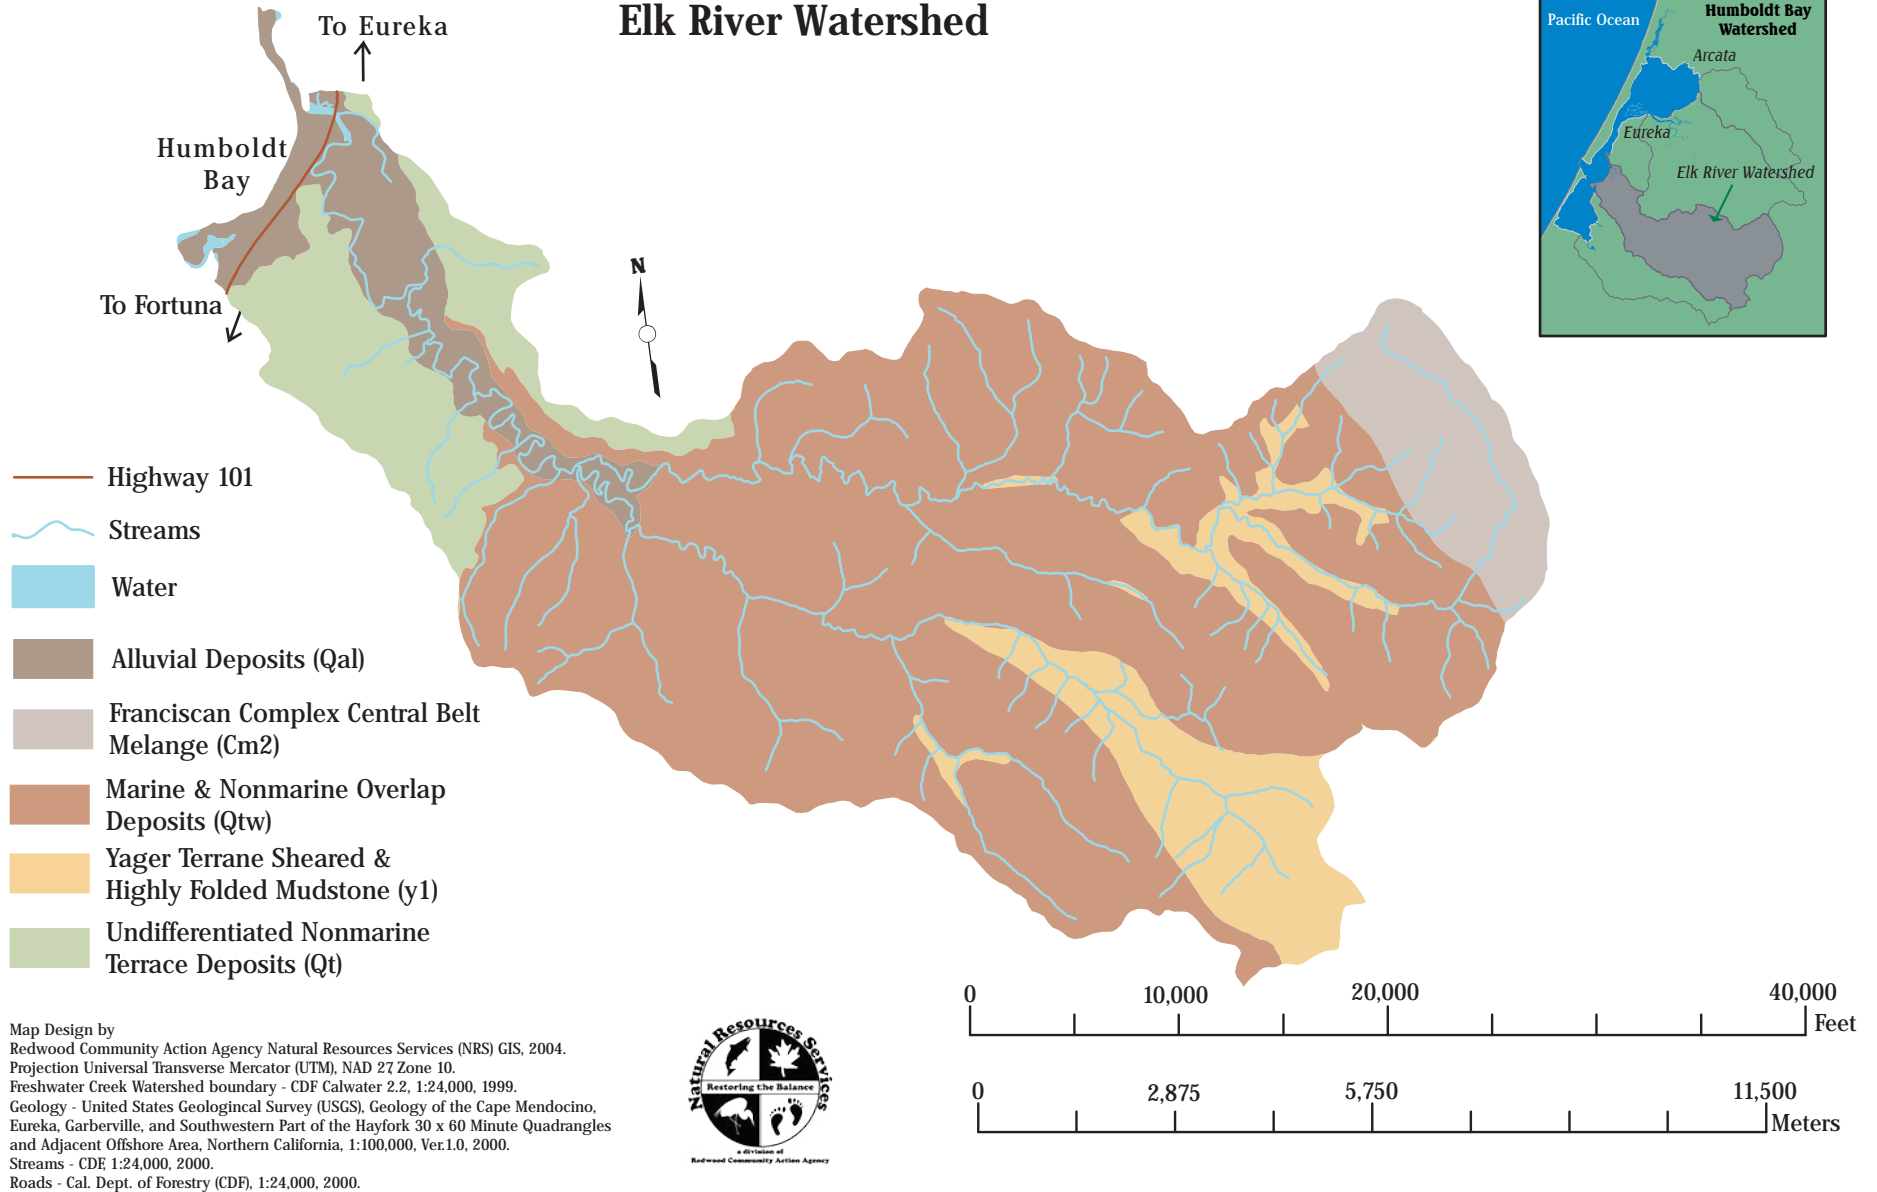 Elk River Watershed
To Eureka
Humboldt
Bay
To Fortuna
N
Pacific Ocean
Humboldt Bay
Watershed
Arcata
Eureka
Elk River Watershed
Highway 101
Streams
Water
Alluvial Deposits (Qal)
Franciscan Complex Central Belt
Melange (Cm2)
Marine & Nonmarine Overlap
Deposits (Qtw)
Yager Terrane Sheared &
Highly Folded Mudstone (y1)
Undifferentiated Nonmarine
Terrace Deposits (Qt)
0 10,000 20,000 40,000
Feet
0 2,875 5,750 11,500
Meters
Map Design by
Redwood Community Action Agency Natural Resources Services (NRS) GIS, 2004.
Projection Universal Transverse Mercator (UTM), NAD 27, Zone 10.
Freshwater Creek Watershed boundary - CDF Calwater 2.2, 1:24,000, 1999.
Geology - United States Geologincal Survey (USGS), Geology of the Cape Mendocino,
Eureka, Garberville, and Southwestern Part of the Hayfork 30 x 60 Minute Quadrangles
and Adjacent Offshore Area, Northern California, 1:100,000, Ver.1.0, 2000.
Streams - CDF, 1:24,000, 2000.
Roads - Cal. Dept. of Forestry (CDF), 1:24,000, 2000.
Natural Resources Services
Restoring the Balance
a division of
Redwood Community Action Agency